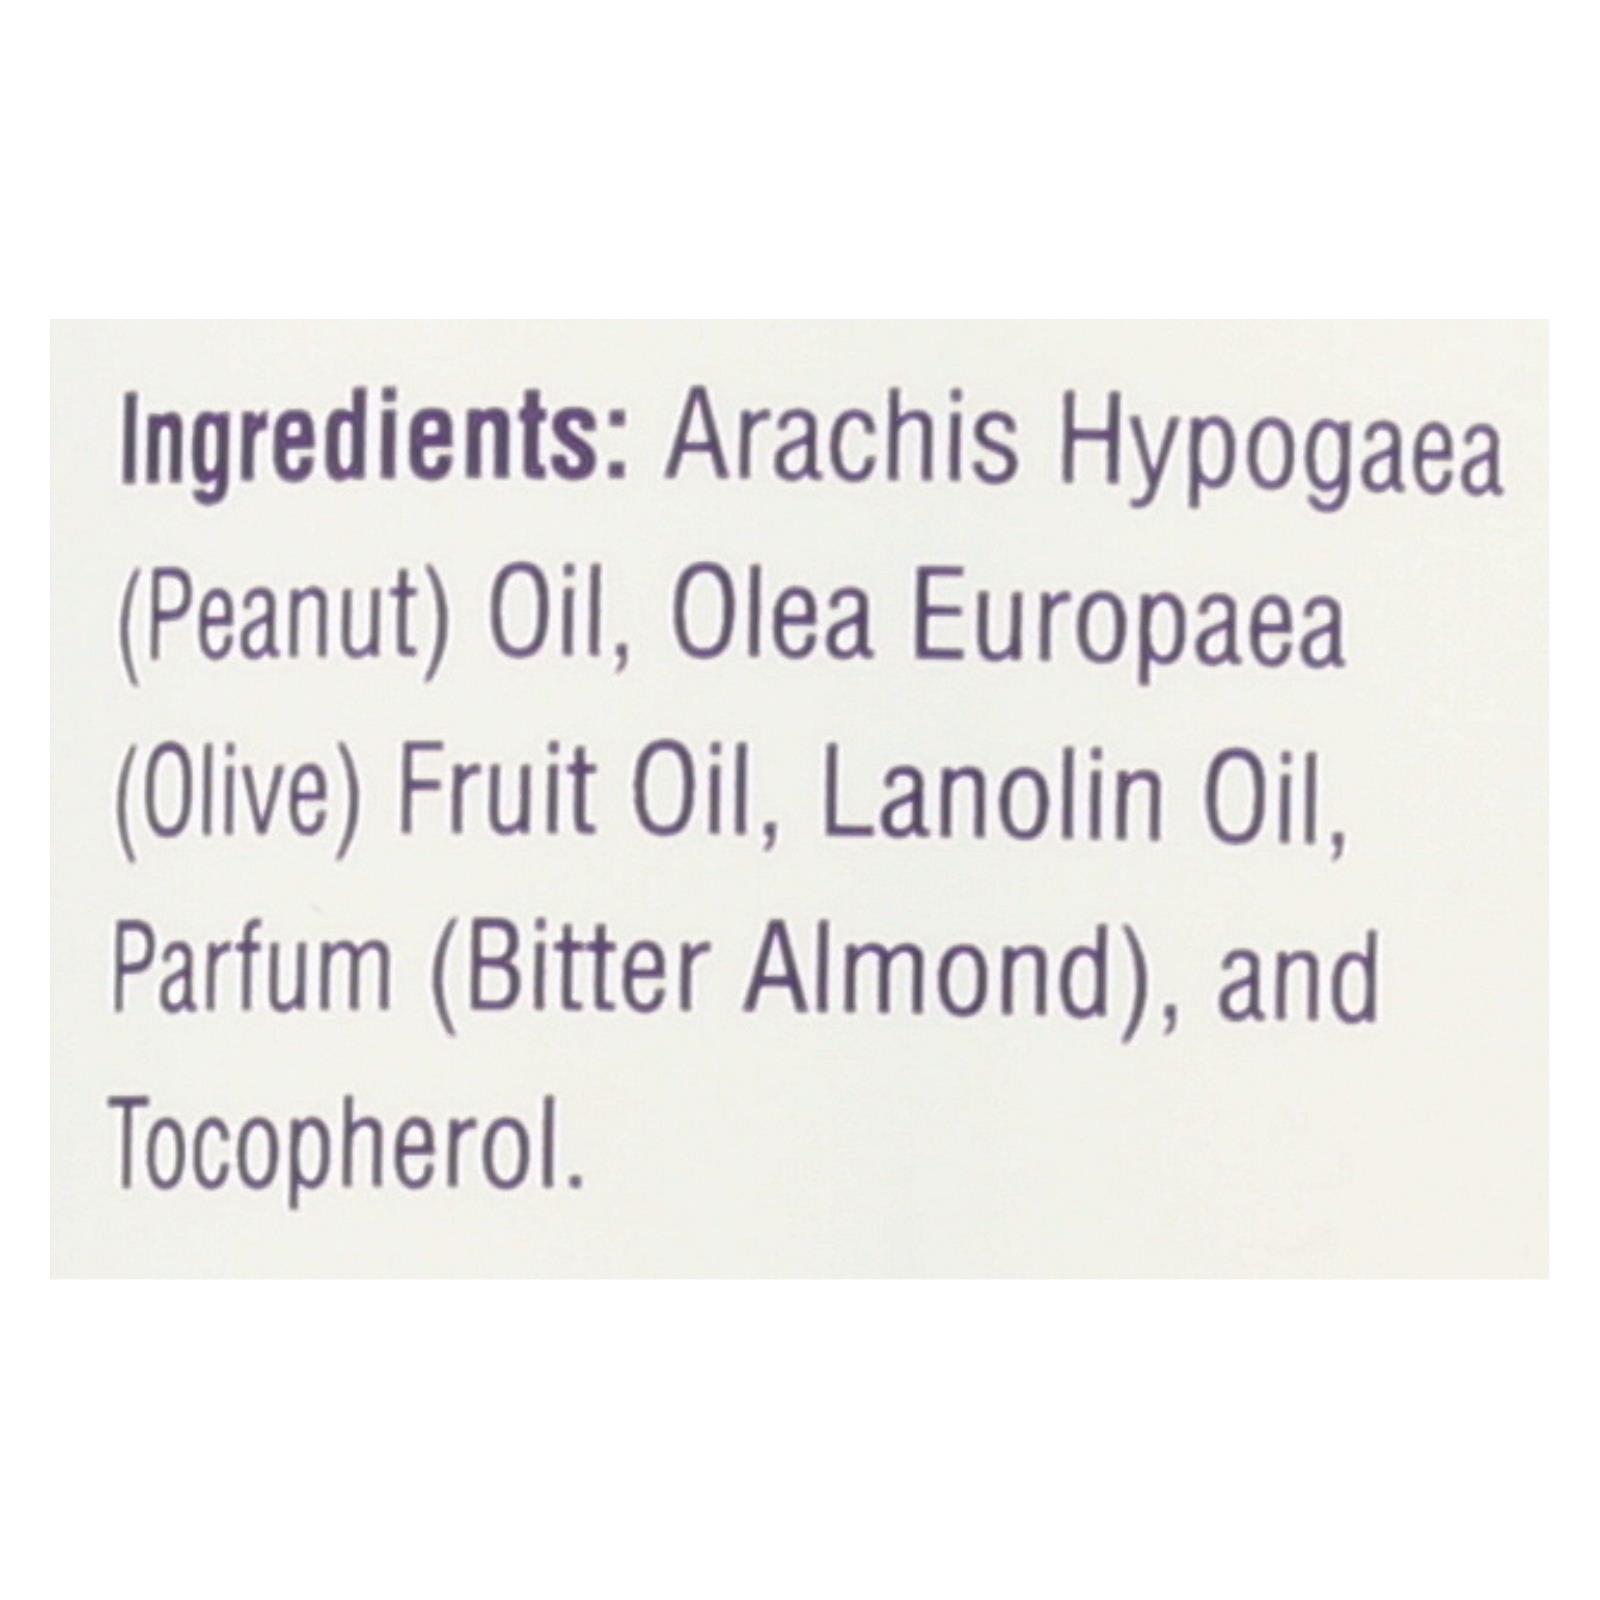 Ingredients: Arachis Hypogaea
(Peanut) Oil, Olea Europaea
(Olive) Fruit Oil, Lanolin Oil,
Parfum (Bitter Almond), and
Tocopherol.